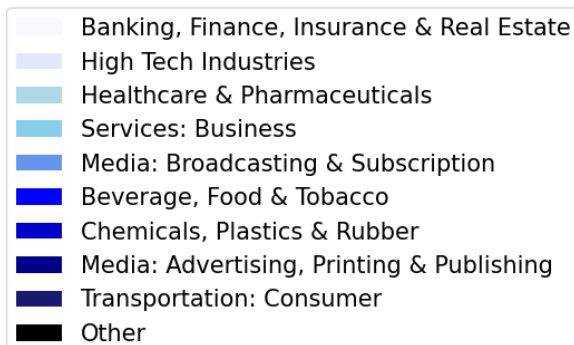 Banking, Finance, Insurance & Real Estate
High Tech Industries
Healthcare & Pharmaceuticals
Services: Business
Media: Broadcasting & Subscription
Beverage, Food & Tobacco
Chemicals, Plastics & Rubber
Media: Advertising, Printing & Publishing
Transportation: Consumer
Other